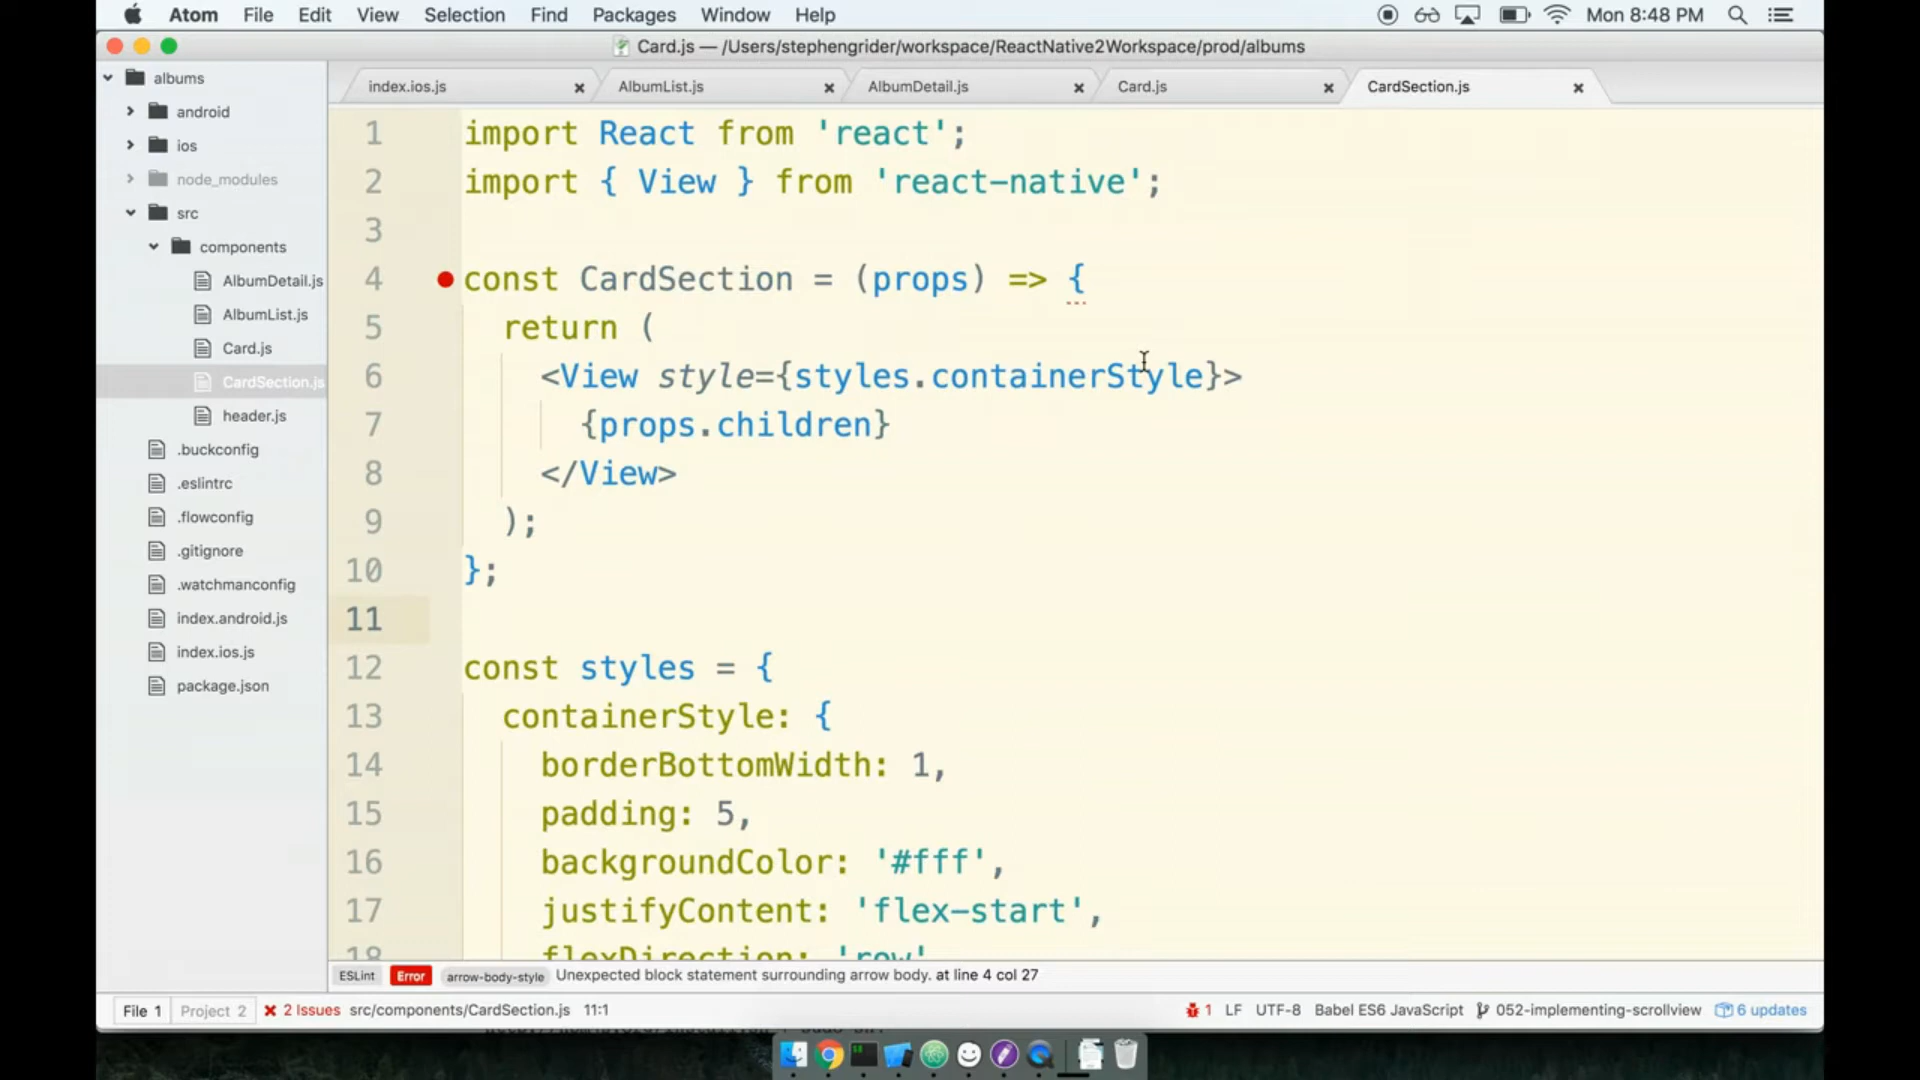 Atom File Edit View Selection Find Packages Window Help Mon 8:48 PM
Card.js — /Users/stephengrider/workspace/ReactNative2Workspace/prod/albums
albums
android
ios
node_modules
src
components
AlbumDetail.js
AlbumList.js
Card.js
CardSection.js
header.js
.buckconfig
.eslintrc
.flowconfig
.gitignore
.watchmanconfig
index.android.js
index.ios.js
package.json
index.ios.js AlbumList.js AlbumDetail.js Card.js CardSection.js
1 import React from 'react';
2 import { View } from 'react-native';
3
4 const CardSection = (props) => {
5 return (
6 <View style={styles.containerStyle}>
7 {props.children}
8 </View>
9 );
10 };
11
12 const styles = {
13 containerStyle: {
14 borderBottomWidth: 1,
15 padding: 5,
16 backgroundColor: '#fff',
17 justifyContent: 'flex-start',
18 flexDirection: 'row'
ESLint Error arrow-body-style Unexpected block statement surrounding arrow body. at line 4 col 27
File 1 Project 2 2 Issues src/components/CardSection.js 11:1 1 LF UTF-8 Babel ES6 JavaScript 052-implementing-scrollview 6 updates